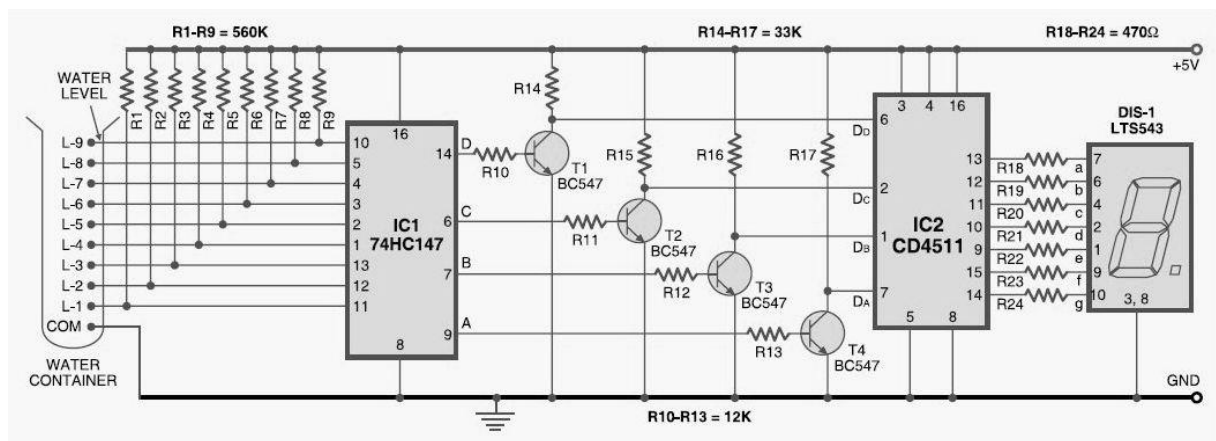 R1–R9 = 560K
R14–R17 = 33K
R18–R24 = 470Ω
+5V
WATER
LEVEL
R1
R2
R3
R4
R5
R6
R7
R8
R9
R14
R15
R16
R17
16
3
4
16
DIS-1
LTS543
L-9
L-8
L-7
L-6
L-5
L-4
L-3
L-2
L-1
COM
10
5
4
3
2
1
13
12
11
IC1
74HC147
14
6
7
9
8
D
C
B
A
R10
R11
R12
R13
T1
BC547
T2
BC547
T3
BC547
T4
BC547
DD
DC
DB
DA
6
2
1
7
IC2
CD4511
13
12
11
10
9
15
14
5
8
R18
R19
R20
R21
R22
R23
R24
a
b
c
d
e
f
g
7
6
4
2
1
9
10
3, 8
WATER
CONTAINER
GND
R10–R13 = 12K